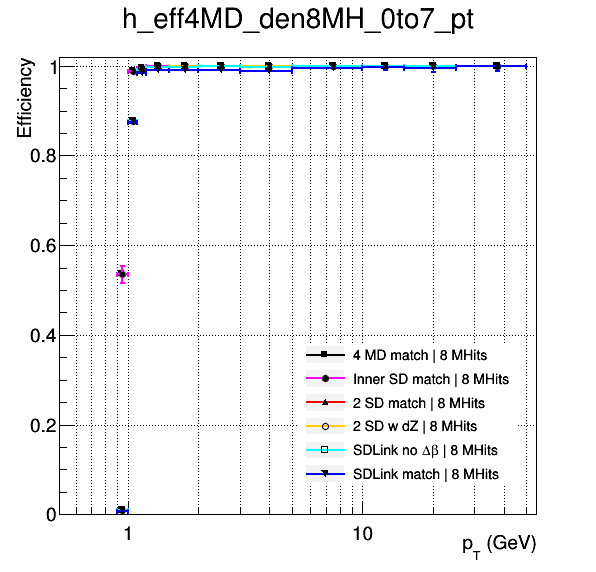 h_eff4MD_den8MH_0to7_pt
Efficiency
1
0.8
0.6
0.4
0.2
0
4 MD match | 8 MHits
Inner SD match | 8 MHits
2 SD match | 8 MHits
2 SD w dZ | 8 MHits
SDLink no Δβ | 8 MHits
SDLink match | 8 MHits
1
10
p_T (GeV)